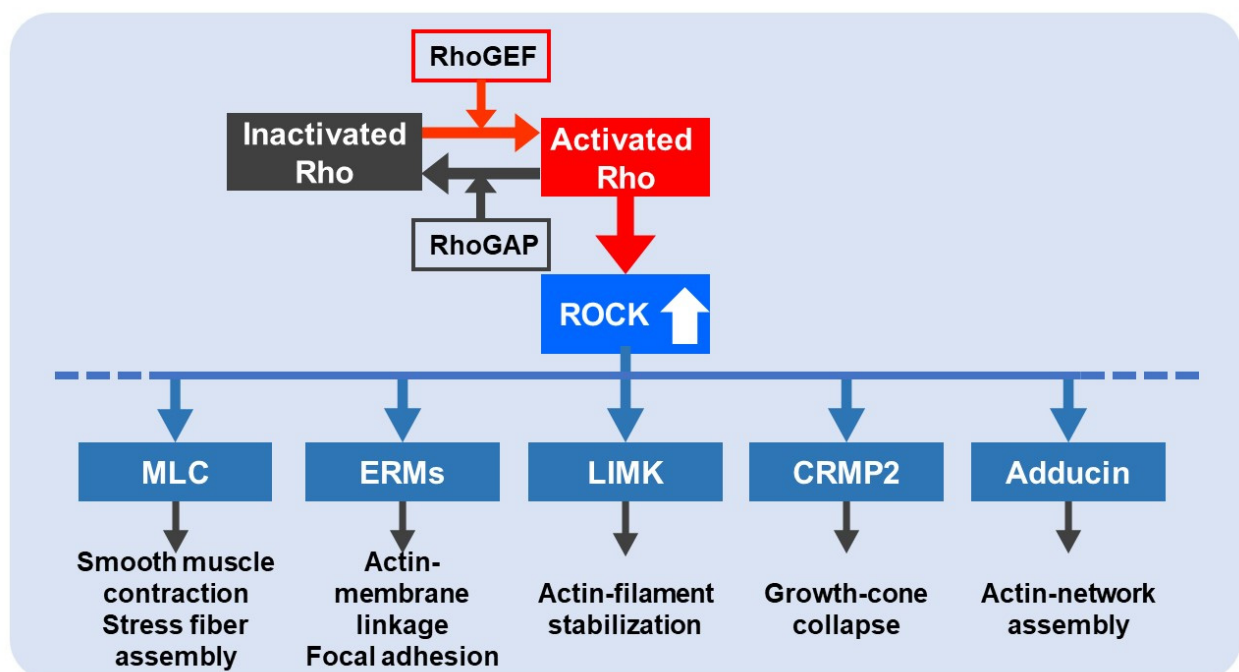 RhoGEF
Inactivated
Rho
Activated
Rho
RhoGAP
ROCK
MLC
ERMs
LIMK
CRMP2
Adducin
Smooth muscle
contraction
Stress fiber
assembly
Actin-
membrane
linkage
Focal adhesion
Actin-filament
stabilization
Growth-cone
collapse
Actin-network
assembly